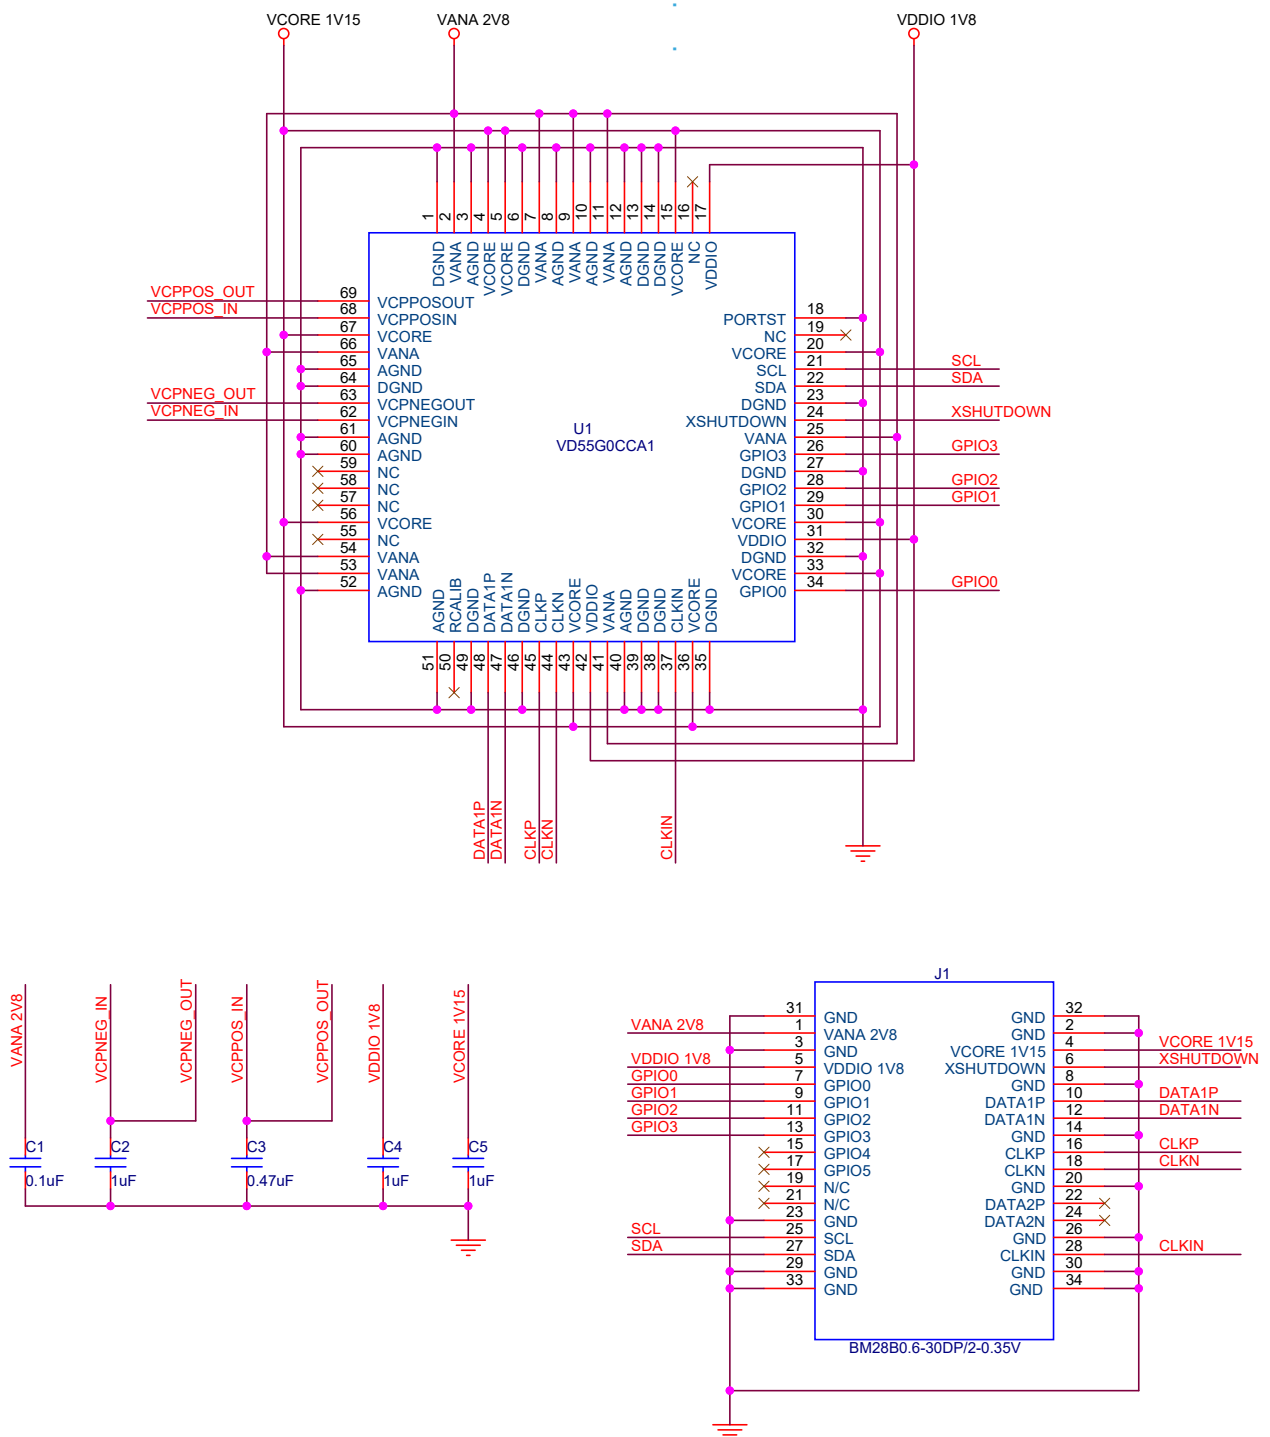 VCORE 1V15
VANA 2V8
VDDIO 1V8
1
2
3
4
5
6
7
8
9
10
11
12
13
14
15
16
17
DGND
VANA
AGND
VCORE
VCORE
DGND
VANA
AGND
VANA
AGND
VANA
AGND
DGND
DGND
VCORE
NC
VDDIO
VCPPOS_OUT 69 VCPPOSOUT
VCPPOS_IN 68 VCPPOSIN
67 VCORE
66 VANA
65 AGND
64 DGND
VCPNEG_OUT 63 VCPNEGOUT
VCPNEG_IN 62 VCPNEGIN
61 AGND
60 AGND
59 NC
58 NC
57 NC
56 VCORE
55 NC
54 VANA
53 VANA
52 AGND
U1
VD55G0CCA1
PORTST 18
NC 19
VCORE 20
SCL 21 SCL
SDA 22 SDA
DGND 23
XSHUTDOWN 24 XSHUTDOWN
VANA 25
GPIO3 26 GPIO3
DGND 27
GPIO2 28 GPIO2
GPIO1 29 GPIO1
VCORE 30
VDDIO 31
DGND 32
VCORE 33
GPIO0 34 GPIO0
AGND
RCALIB
DGND
DATA1P
DATA1N
DGND
CLKP
CLKN
VCORE
VDDIO
VANA
AGND
DGND
DGND
CLKIN
VCORE
DGND
51
50
49
48
47
46
45
44
43
42
41
40
39
38
37
36
35
DATA1P
DATA1N
CLKP
CLKN
CLKIN
VANA 2V8
VCPNEG_IN
VCPNEG_OUT
VCPPOS_IN
VCPPOS_OUT
VDDIO 1V8
VCORE 1V15
C1
0.1uF
C2
1uF
C3
0.47uF
C4
1uF
C5
1uF
J1
31 GND
VANA 2V8 1 VANA 2V8
3 GND
VDDIO 1V8 5 VDDIO 1V8
GPIO0 7 GPIO0
GPIO1 9 GPIO1
GPIO2 11 GPIO2
GPIO3 13 GPIO3
15 GPIO4
17 GPIO5
19 N/C
21 N/C
23 GND
SCL 25 SCL
SDA 27 SDA
29 GND
33 GND
GND 32
GND 2
VCORE 1V15 4 VCORE 1V15
XSHUTDOWN 6 XSHUTDOWN
GND 8
DATA1P 10 DATA1P
DATA1N 12 DATA1N
GND 14
CLKP 16 CLKP
CLKN 18 CLKN
GND 20
DATA2P 22
DATA2N 24
GND 26
CLKIN 28 CLKIN
GND 30
GND 34
BM28B0.6-30DP/2-0.35V